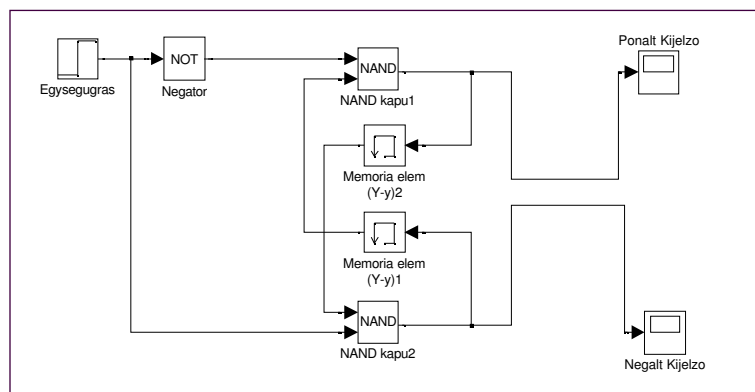 Ponalt Kijelzo
NOT
NAND
Egysegugras
Negator
NAND kapu1
Memoria elem
(Y-y)2
Memoria elem
(Y-y)1
NAND
NAND kapu2
Negalt Kijelzo